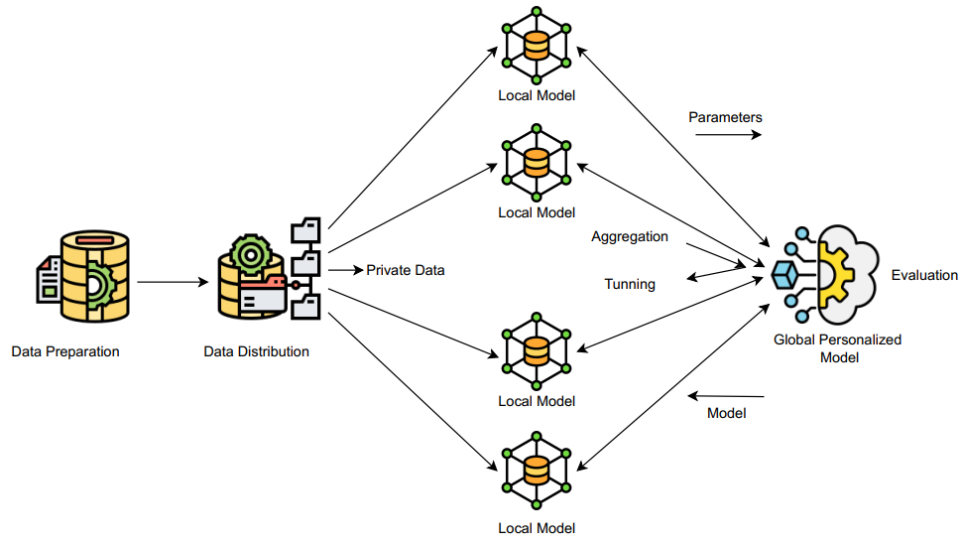 Local Model
Parameters
Local Model
Aggregation
Private Data
Tunning
Evaluation
Data Preparation
Data Distribution
Global Personalized
Model
Local Model
Model
Local Model